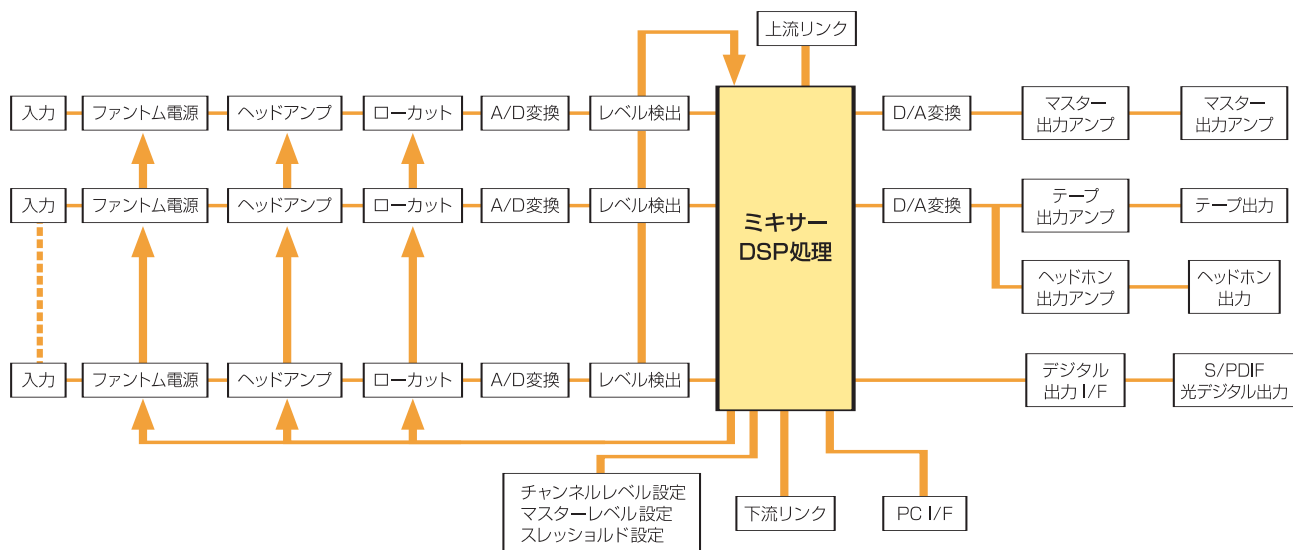 上流リンク
入力
ファントム電源
ヘッドアンプ
ローカット
A/D変換
レベル検出
D/A変換
マスター
出力アンプ
マスター
出力アンプ
入力
ファントム電源
ヘッドアンプ
ローカット
A/D変換
レベル検出
ミキサー
DSP処理
D/A変換
テープ
出力アンプ
テープ出力
ヘッドホン
出力アンプ
ヘッドホン
出力
入力
ファントム電源
ヘッドアンプ
ローカット
A/D変換
レベル検出
デジタル
出力 I/F
S/PDIF
光デジタル出力
チャンネルレベル設定
マスターレベル設定
スレッショルド設定
下流リンク
PC I/F